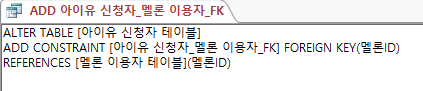 ADD 아이유 신청자_멜론 이용자_FK
ALTER TABLE [아이유 신청자 테이블]
ADD CONSTRAINT [아이유 신청자_멜론 이용자_FK] FOREIGN KEY(멜론ID)
REFERENCES [멜론 이용자 테이블](멜론ID)